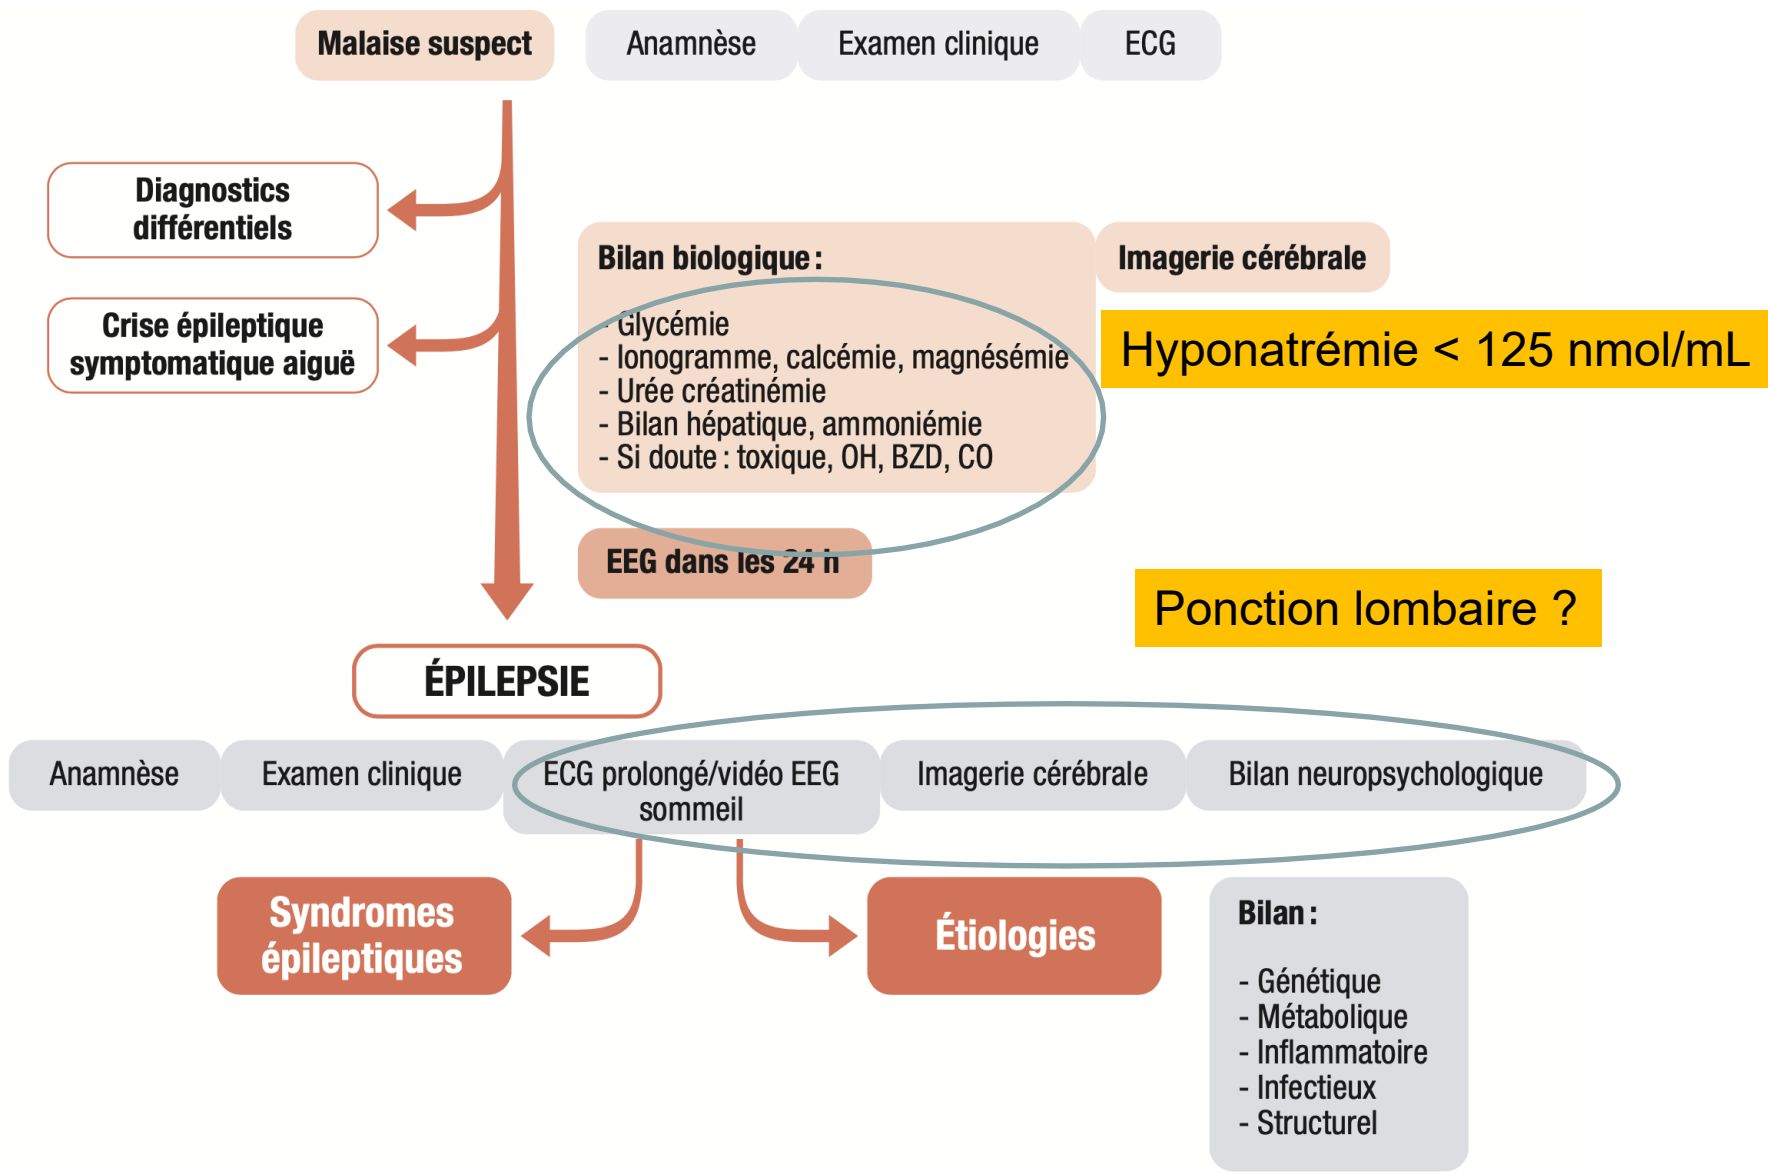 Malaise suspect
Anamnèse
Examen clinique
ECG
Diagnostics
différentiels
Crise épileptique
symptomatique aiguë
Bilan biologique :
- Glycémie
- Ionogramme, calcémie, magnésémie
- Urée créatinémie
- Bilan hépatique, ammoniémie
- Si doute : toxique, OH, BZD, CO
Imagerie cérébrale
Hyponatrémie < 125 nmol/mL
EEG dans les 24 h
Ponction lombaire ?
ÉPILEPSIE
Anamnèse
Examen clinique
ECG prolongé/vidéo EEG
sommeil
Imagerie cérébrale
Bilan neuropsychologique
Syndromes
épileptiques
Étiologies
Bilan :
- Génétique
- Métabolique
- Inflammatoire
- Infectieux
- Structurel